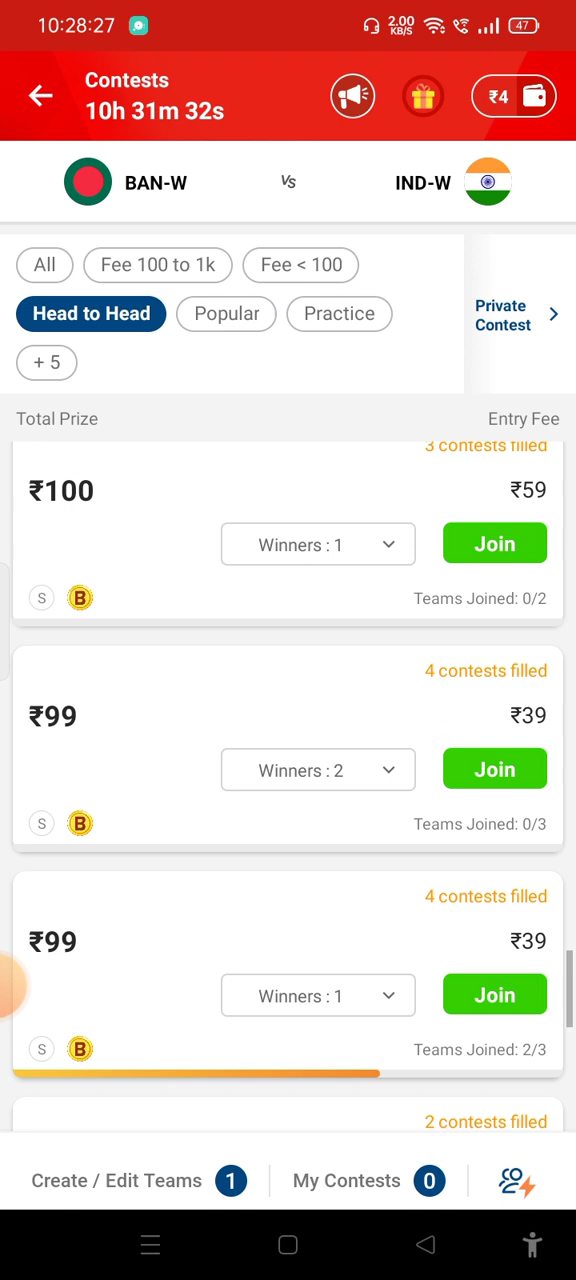 10:28:27 2.00 KB/S 47
Contests
10h 31m 32s
₹4
BAN-W Vs IND-W
All Fee 100 to 1k Fee < 100
Head to Head Popular Practice
+ 5
Private
Contest
Total Prize Entry Fee
3 contests filled
₹100 ₹59
Winners : 1 Join
S B Teams Joined: 0/2
4 contests filled
₹99 ₹39
Winners : 2 Join
S B Teams Joined: 0/3
4 contests filled
₹99 ₹39
Winners : 1 Join
S B Teams Joined: 2/3
2 contests filled
Create / Edit Teams 1 My Contests 0